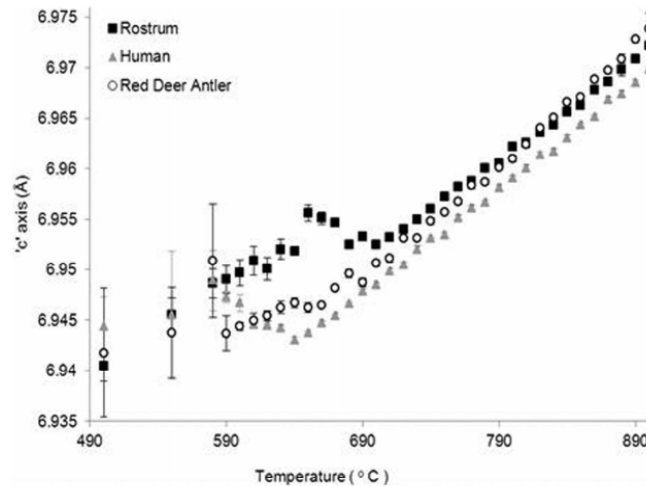 6.975
6.97
6.965
6.96
6.955
6.95
6.945
6.94
6.935
'c' axis (Å)
Rostrum
Human
Red Deer Antler
490 590 690 790 890
Temperature ( ° C)